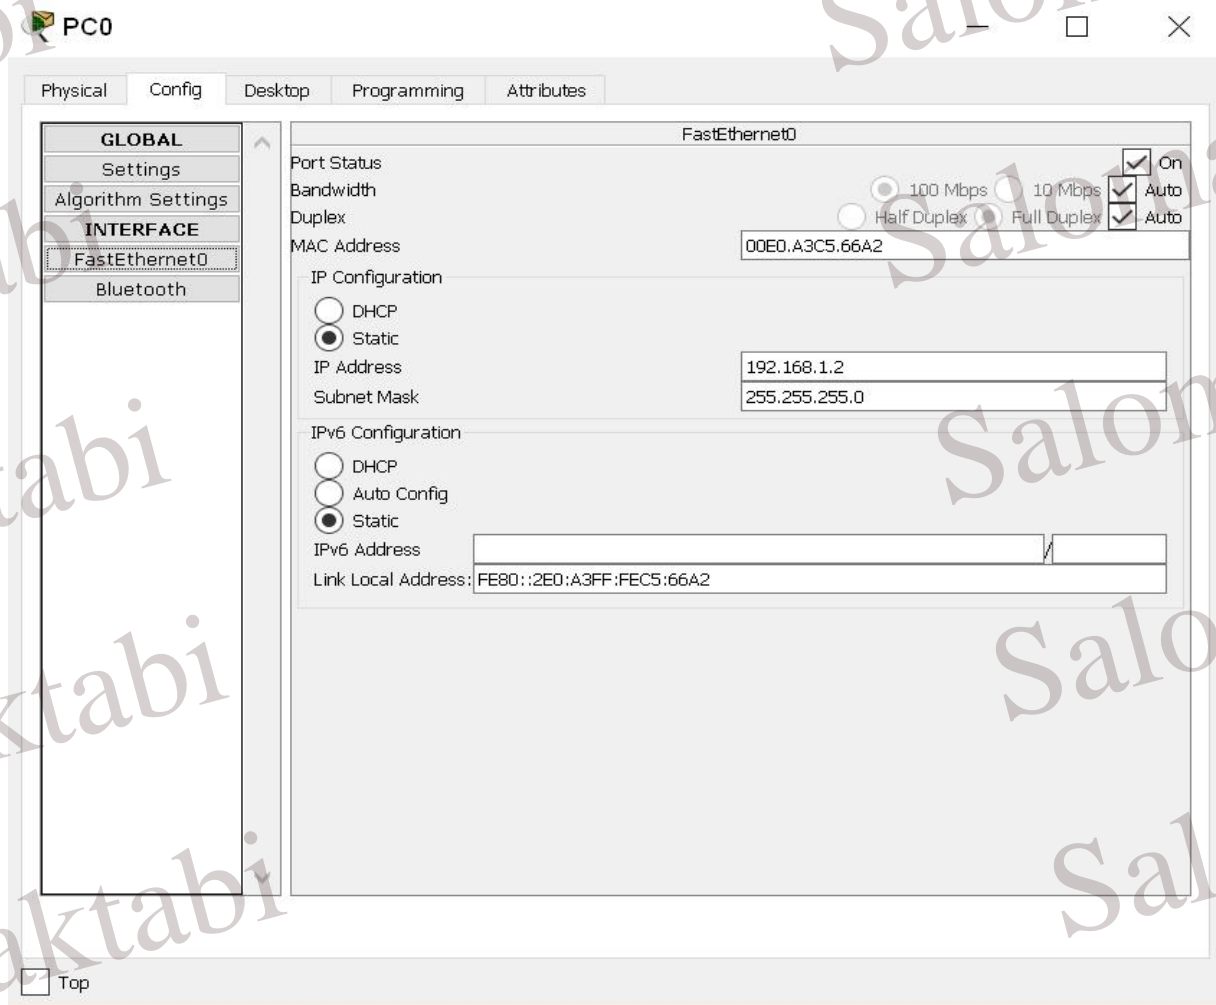 PC0
Physical Config Desktop Programming Attributes
GLOBAL
Settings
Algorithm Settings
INTERFACE
FastEthernet0
Bluetooth
FastEthernet0
Port Status On
Bandwidth 100 Mbps 10 Mbps Auto
Duplex Half Duplex Full Duplex Auto
MAC Address 00E0.A3C5.66A2
IP Configuration
DHCP
Static
IP Address 192.168.1.2
Subnet Mask 255.255.255.0
IPv6 Configuration
DHCP
Auto Config
Static
IPv6 Address /
Link Local Address: FE80::2E0:A3FF:FEC5:66A2
Top